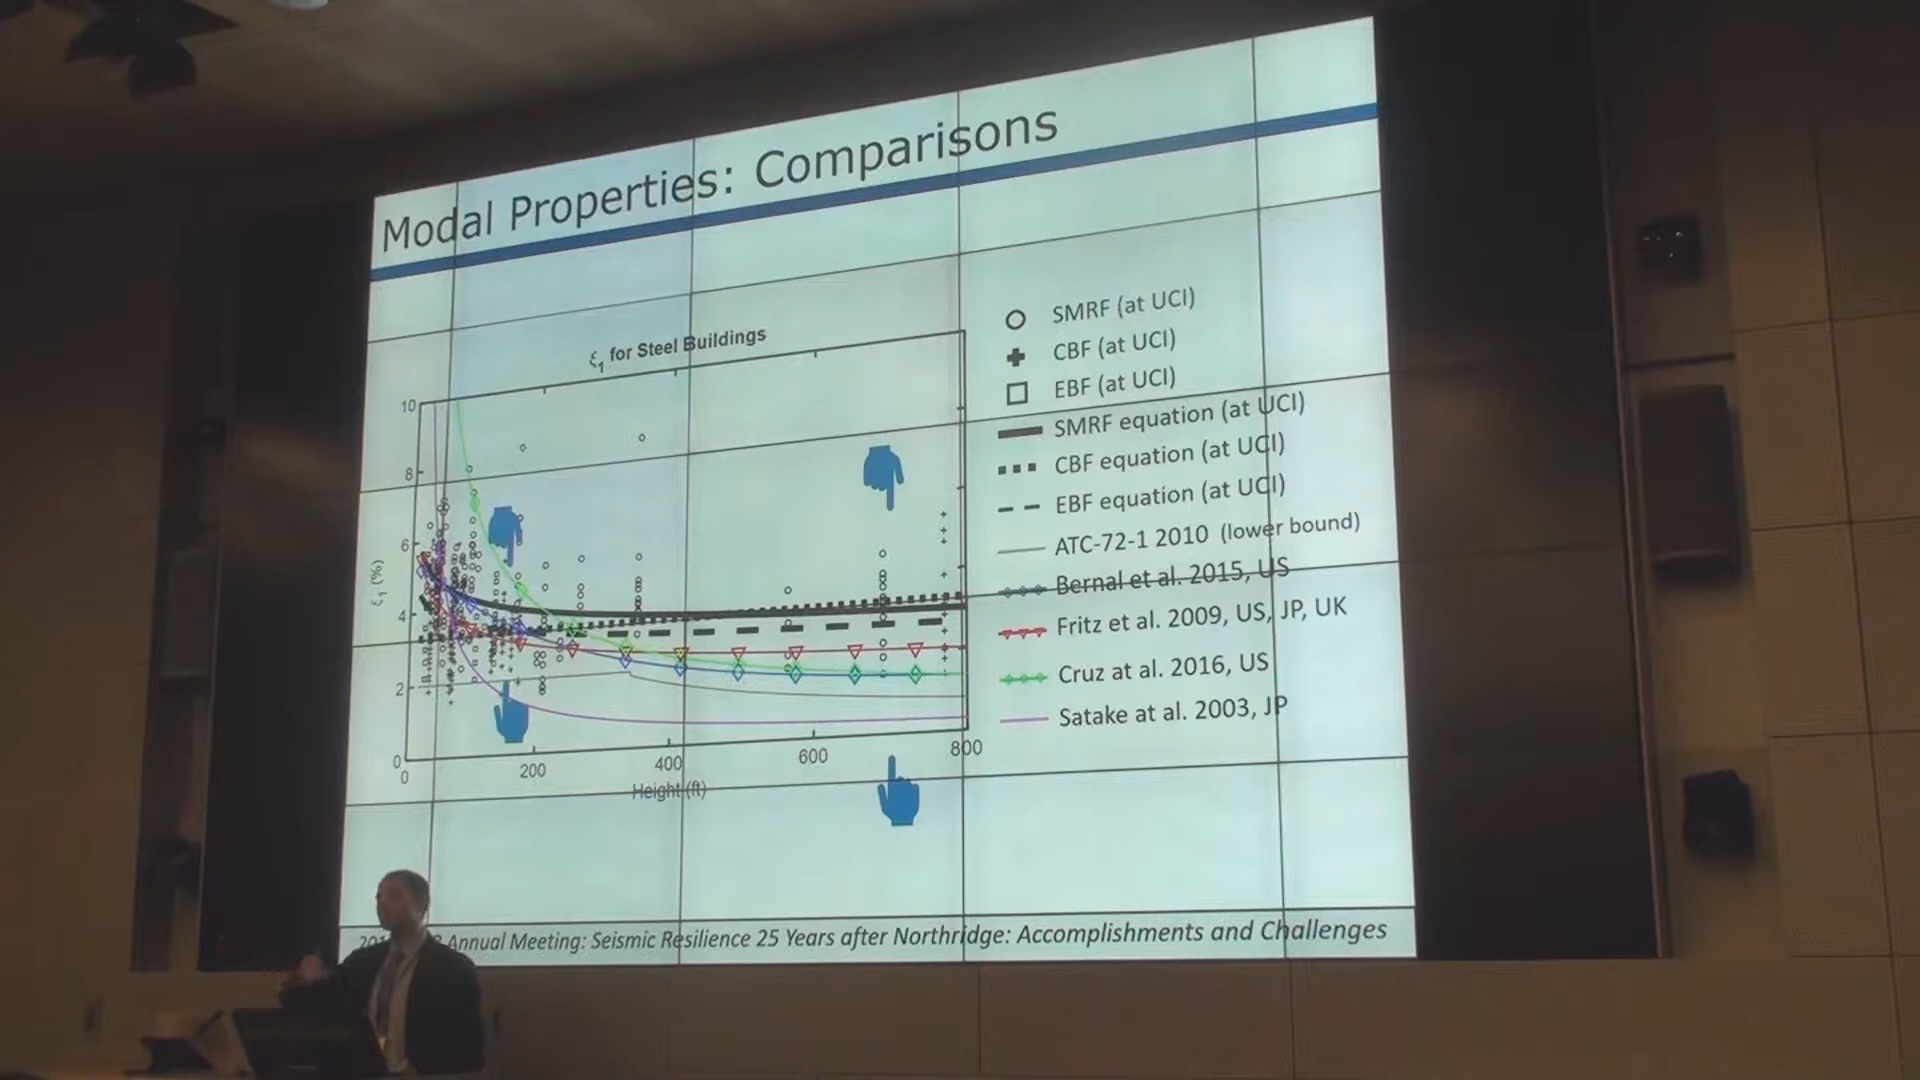 Modal Properties: Comparisons
ξ1 for Steel Buildings
10
8
6
4
2
0
ξ1 (%)
0
200
400
600
800
Height (ft)
SMRF (at UCI)
CBF (at UCI)
EBF (at UCI)
SMRF equation (at UCI)
CBF equation (at UCI)
EBF equation (at UCI)
ATC-72-1 2010 (lower bound)
Bernal et al. 2015, US
Fritz et al. 2009, US, JP, UK
Cruz at al. 2016, US
Satake at al. 2003, JP
Annual Meeting: Seismic Resilience 25 Years after Northridge: Accomplishments and Challenges